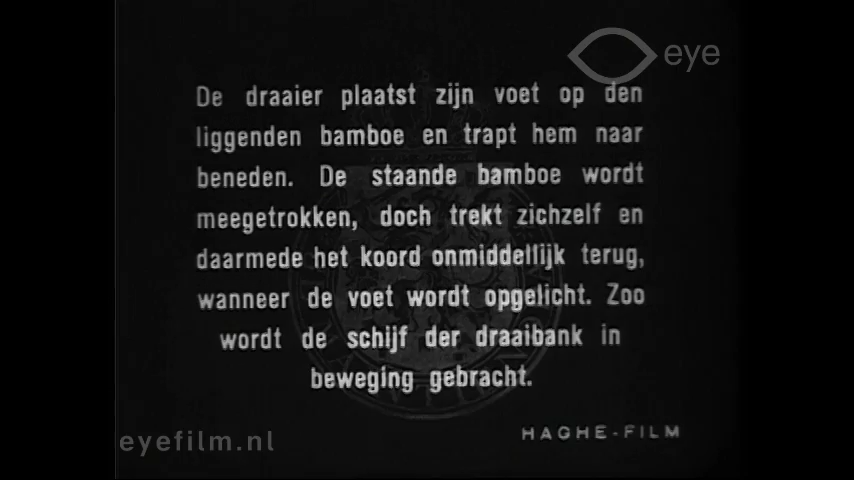 eye
De draaier plaatst zijn voet op den
liggenden bamboe en trapt hem naar
beneden. De staande bamboe wordt
meegetrokken, doch trekt zichzelf en
daarmede het koord onmiddellijk terug,
wanneer de voet wordt opgelicht. Zoo
wordt de schijf der draaibank in
beweging gebracht.
HAGHE-FILM
eyefilm.nl